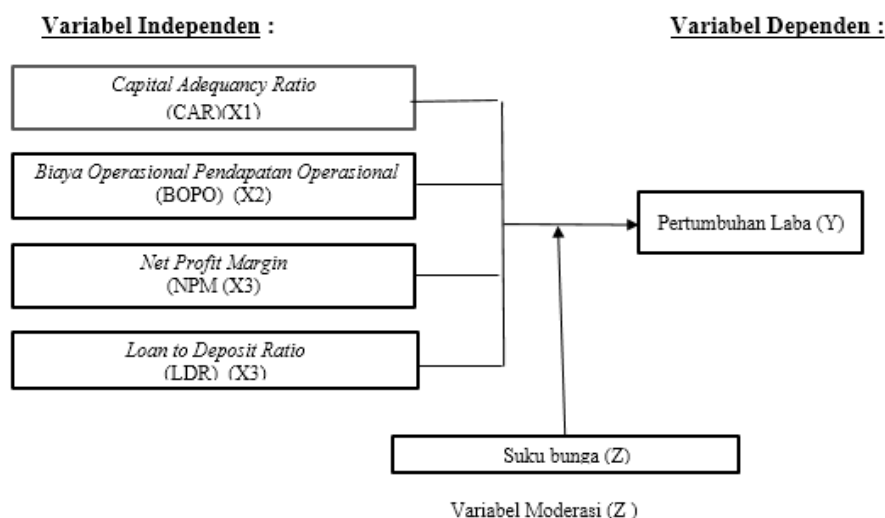 Variabel Independen :
Variabel Dependen :
Capital Adequancy Ratio
(CAR)(X1)
Biaya Operasional Pendapatan Operasional
(BOPO) (X2)
Net Profit Margin
(NPM (X3)
Loan to Deposit Ratio
(LDR) (X3)
Pertumbuhan Laba (Y)
Suku bunga (Z)
Variabel Moderasi (Z )